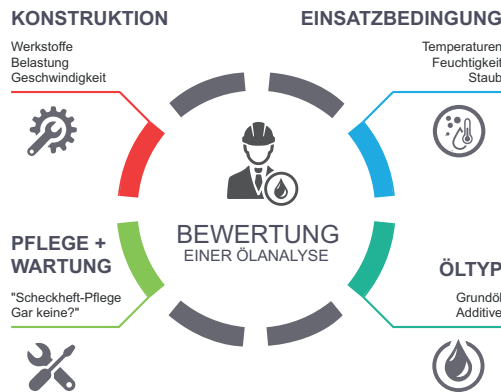 KONSTRUKTION
Werkstoffe
Belastung
Geschwindigkeit
EINSATZBEDINGUNG
Temperaturen
Feuchtigkeit
Staub
BEWERTUNG
EINER ÖLANALYSE
PFLEGE +
WARTUNG
"Scheckheft-Pflege
Gar keine?"
ÖLTYP
Grundöl
Additive